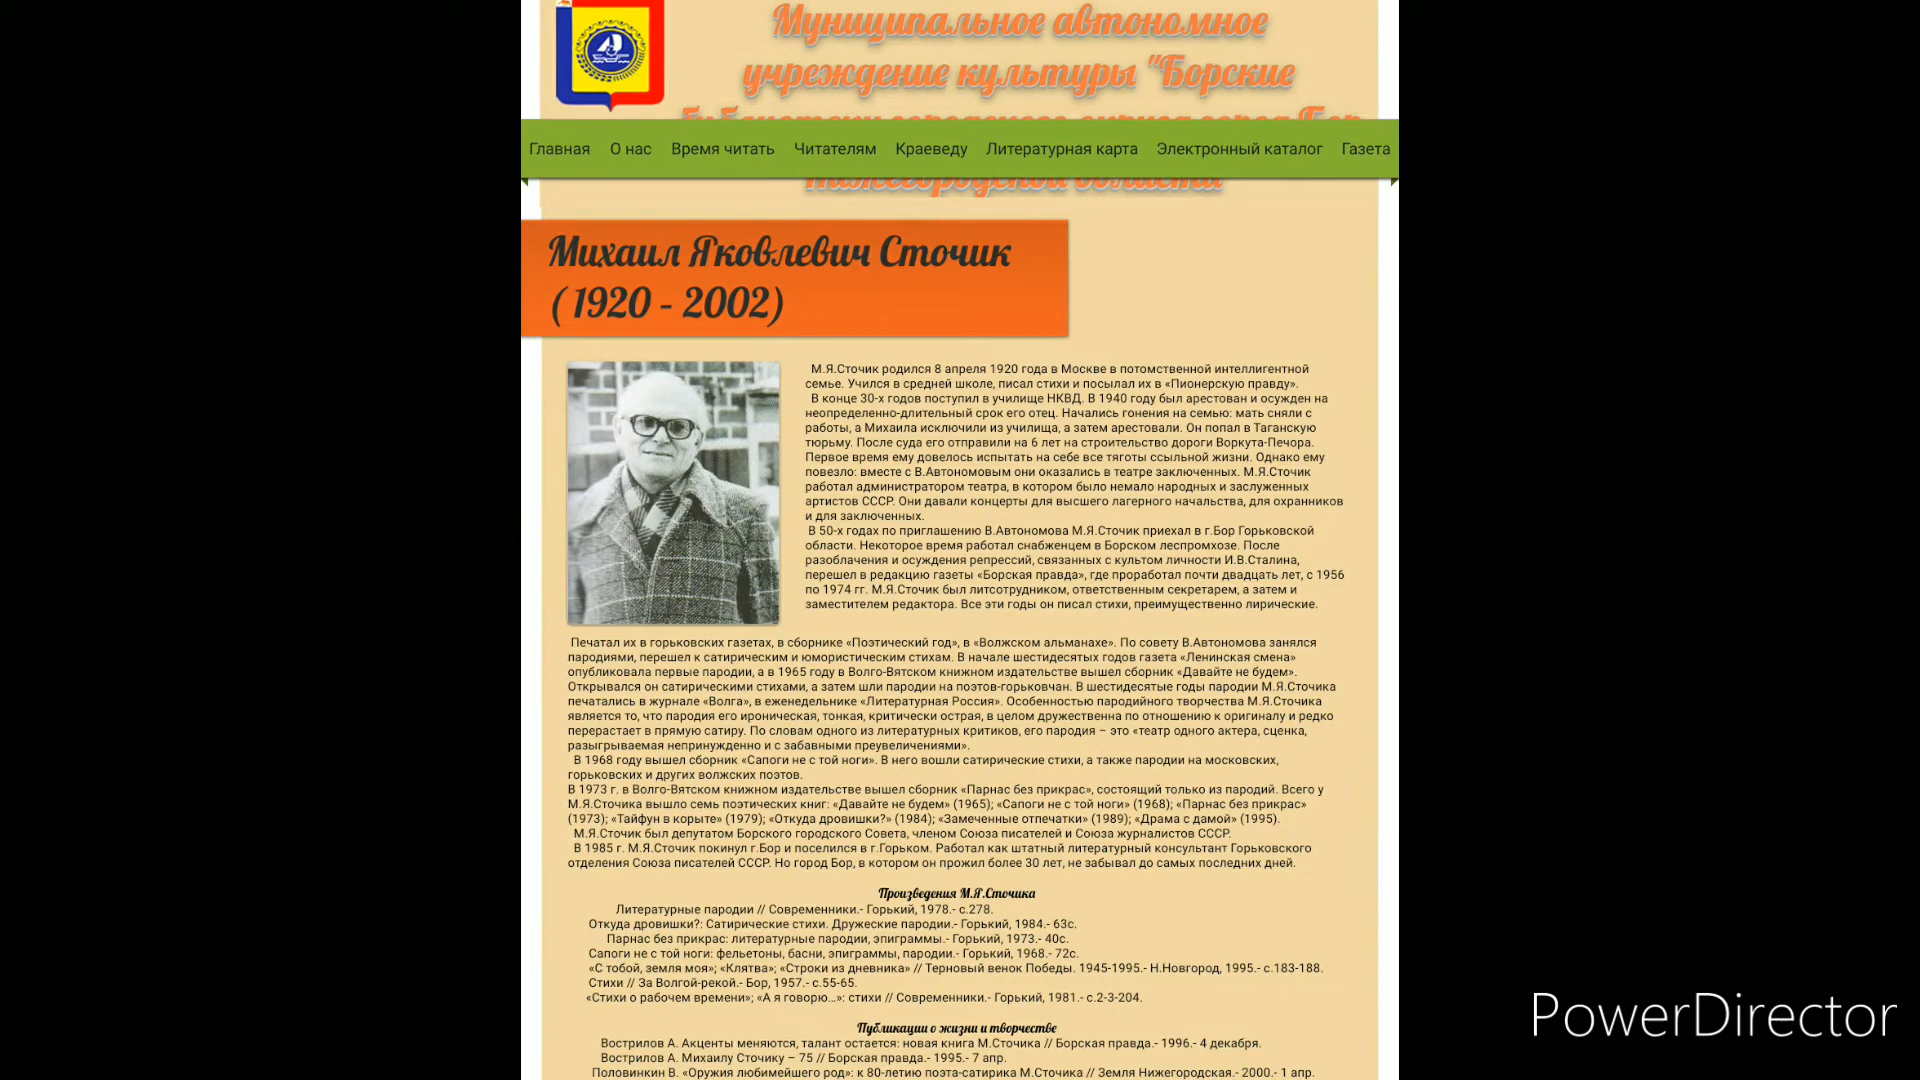 Муниципальное автономное
учреждение культуры "Борские
Главная О нас Время читать Читателям Краеведу Литературная карта Электронный каталог Газета
Нижегородской области
Михаил Яковлевич Сточик
( 1920 - 2002)
М.Я.Сточик родился 8 апреля 1920 года в Москве в потомственной интеллигентной
семье. Учился в средней школе, писал стихи и посылал их в «Пионерскую правду».
В конце 30-х годов поступил в училище НКВД. В 1940 году был арестован и осужден на
неопределенно-длительный срок его отец. Начались гонения на семью: мать сняли с
работы, а Михаила исключили из училища, а затем арестовали. Он попал в Таганскую
тюрьму. После суда его отправили на 6 лет на строительство дороги Воркута-Печора.
Первое время ему довелось испытать на себе все тяготы ссыльной жизни. Однако ему
повезло: вместе с В.Автономовым они оказались в театре заключенных. М.Я.Сточик
работал администратором театра, в котором было немало народных и заслуженных
артистов СССР. Они давали концерты для высшего лагерного начальства, для охранников
и для заключенных.
В 50-х годах по приглашению В.Автономова М.Я.Сточик приехал в г.Бор Горьковской
области. Некоторое время работал снабженцем в Борском леспромхозе. После
разоблачения и осуждения репрессий, связанных с культом личности И.В.Сталина,
перешел в редакцию газеты «Борская правда», где проработал почти двадцать лет, с 1956
по 1974 гг. М.Я.Сточик был литсотрудником, ответственным секретарем, а затем и
заместителем редактора. Все эти годы он писал стихи, преимущественно лирические.
Печатал их в горьковских газетах, в сборнике «Поэтический год», в «Волжском альманахе». По совету В.Автономова занялся
пародиями, перешел к сатирическим и юмористическим стихам. В начале шестидесятых годов газета «Ленинская смена»
опубликовала первые пародии, а в 1965 году в Волго-Вятском книжном издательстве вышел сборник «Давайте не будем».
Открывался он сатирическими стихами, а затем шли пародии на поэтов-горьковчан. В шестидесятые годы пародии М.Я.Сточика
печатались в журнале «Волга», в еженедельнике «Литературная Россия». Особенностью пародийного творчества М.Я.Сточика
является то, что пародия его ироническая, тонкая, критически острая, в целом дружественна по отношению к оригиналу и редко
перерастает в прямую сатиру. По словам одного из литературных критиков, его пародия – это «театр одного актера, сценка,
разыгрываемая непринужденно и с забавными преувеличениями».
В 1968 году вышел сборник «Сапоги не с той ноги». В него вошли сатирические стихи, а также пародии на московских,
горьковских и других волжских поэтов.
В 1973 г. в Волго-Вятском книжном издательстве вышел сборник «Парнас без прикрас», состоящий только из пародий. Всего у
М.Я.Сточика вышло семь поэтических книг: «Давайте не будем» (1965); «Сапоги не с той ноги» (1968); «Парнас без прикрас»
(1973); «Тайфун в корыте» (1979); «Откуда дровишки?» (1984); «Замеченные отпечатки» (1989); «Драма с дамой» (1995).
М.Я.Сточик был депутатом Борского городского Совета, членом Союза писателей и Союза журналистов СССР.
В 1985 г. М.Я.Сточик покинул г.Бор и поселился в г.Горьком. Работал как штатный литературный консультант Горьковского
отделения Союза писателей СССР. Но город Бор, в котором он прожил более 30 лет, не забывал до самых последних дней.
Произведения М.Я.Сточика
Литературные пародии // Современники.- Горький, 1978.- с.278.
Откуда дровишки?: Сатирические стихи. Дружеские пародии.- Горький, 1984.- 63с.
Парнас без прикрас: литературные пародии, эпиграммы.- Горький, 1973.- 40с.
Сапоги не с той ноги: фельетоны, басни, эпиграммы, пародии.- Горький, 1968.- 72с.
«С тобой, земля моя»; «Клятва»; «Строки из дневника» // Терновый венок Победы. 1945-1995.- Н.Новгород, 1995.- с.183-188.
Стихи // За Волгой-рекой.- Бор, 1957.- с.55-65.
«Стихи о рабочем времени»; «А я говорю…»: стихи // Современники.- Горький, 1981.- с.2-3-204.
Публикации о жизни и творчестве
Вострилов А. Акценты меняются, талант остается: новая книга М.Сточика // Борская правда.- 1996.- 4 декабря.
Вострилов А. Михаилу Сточику – 75 // Борская правда.- 1995.- 7 апр.
Половинкин В. «Оружия любимейшего род»: к 80-летию поэта-сатирика М.Сточика // Земля Нижегородская.- 2000.- 1 апр.
PowerDirector